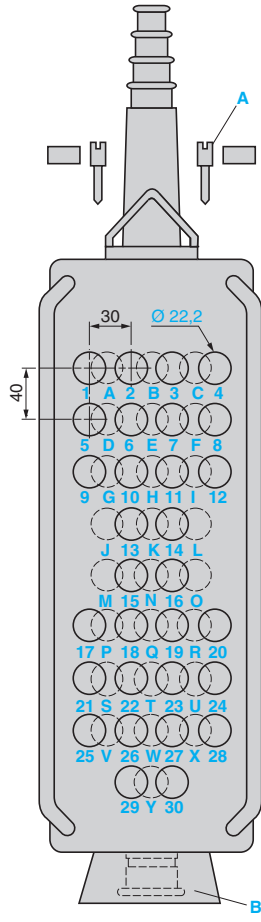 A
30
Ø 22,2
40
1 A 2 B 3 C 4
5 D 6 E 7 F 8
9 G 10 H 11 I 12
J 13 K 14 L
M 15 N 16 O
17 P 18 Q 19 R 20
21 S 22 T 23 U 24
25 V 26 W 27 X 28
29 Y 30
B